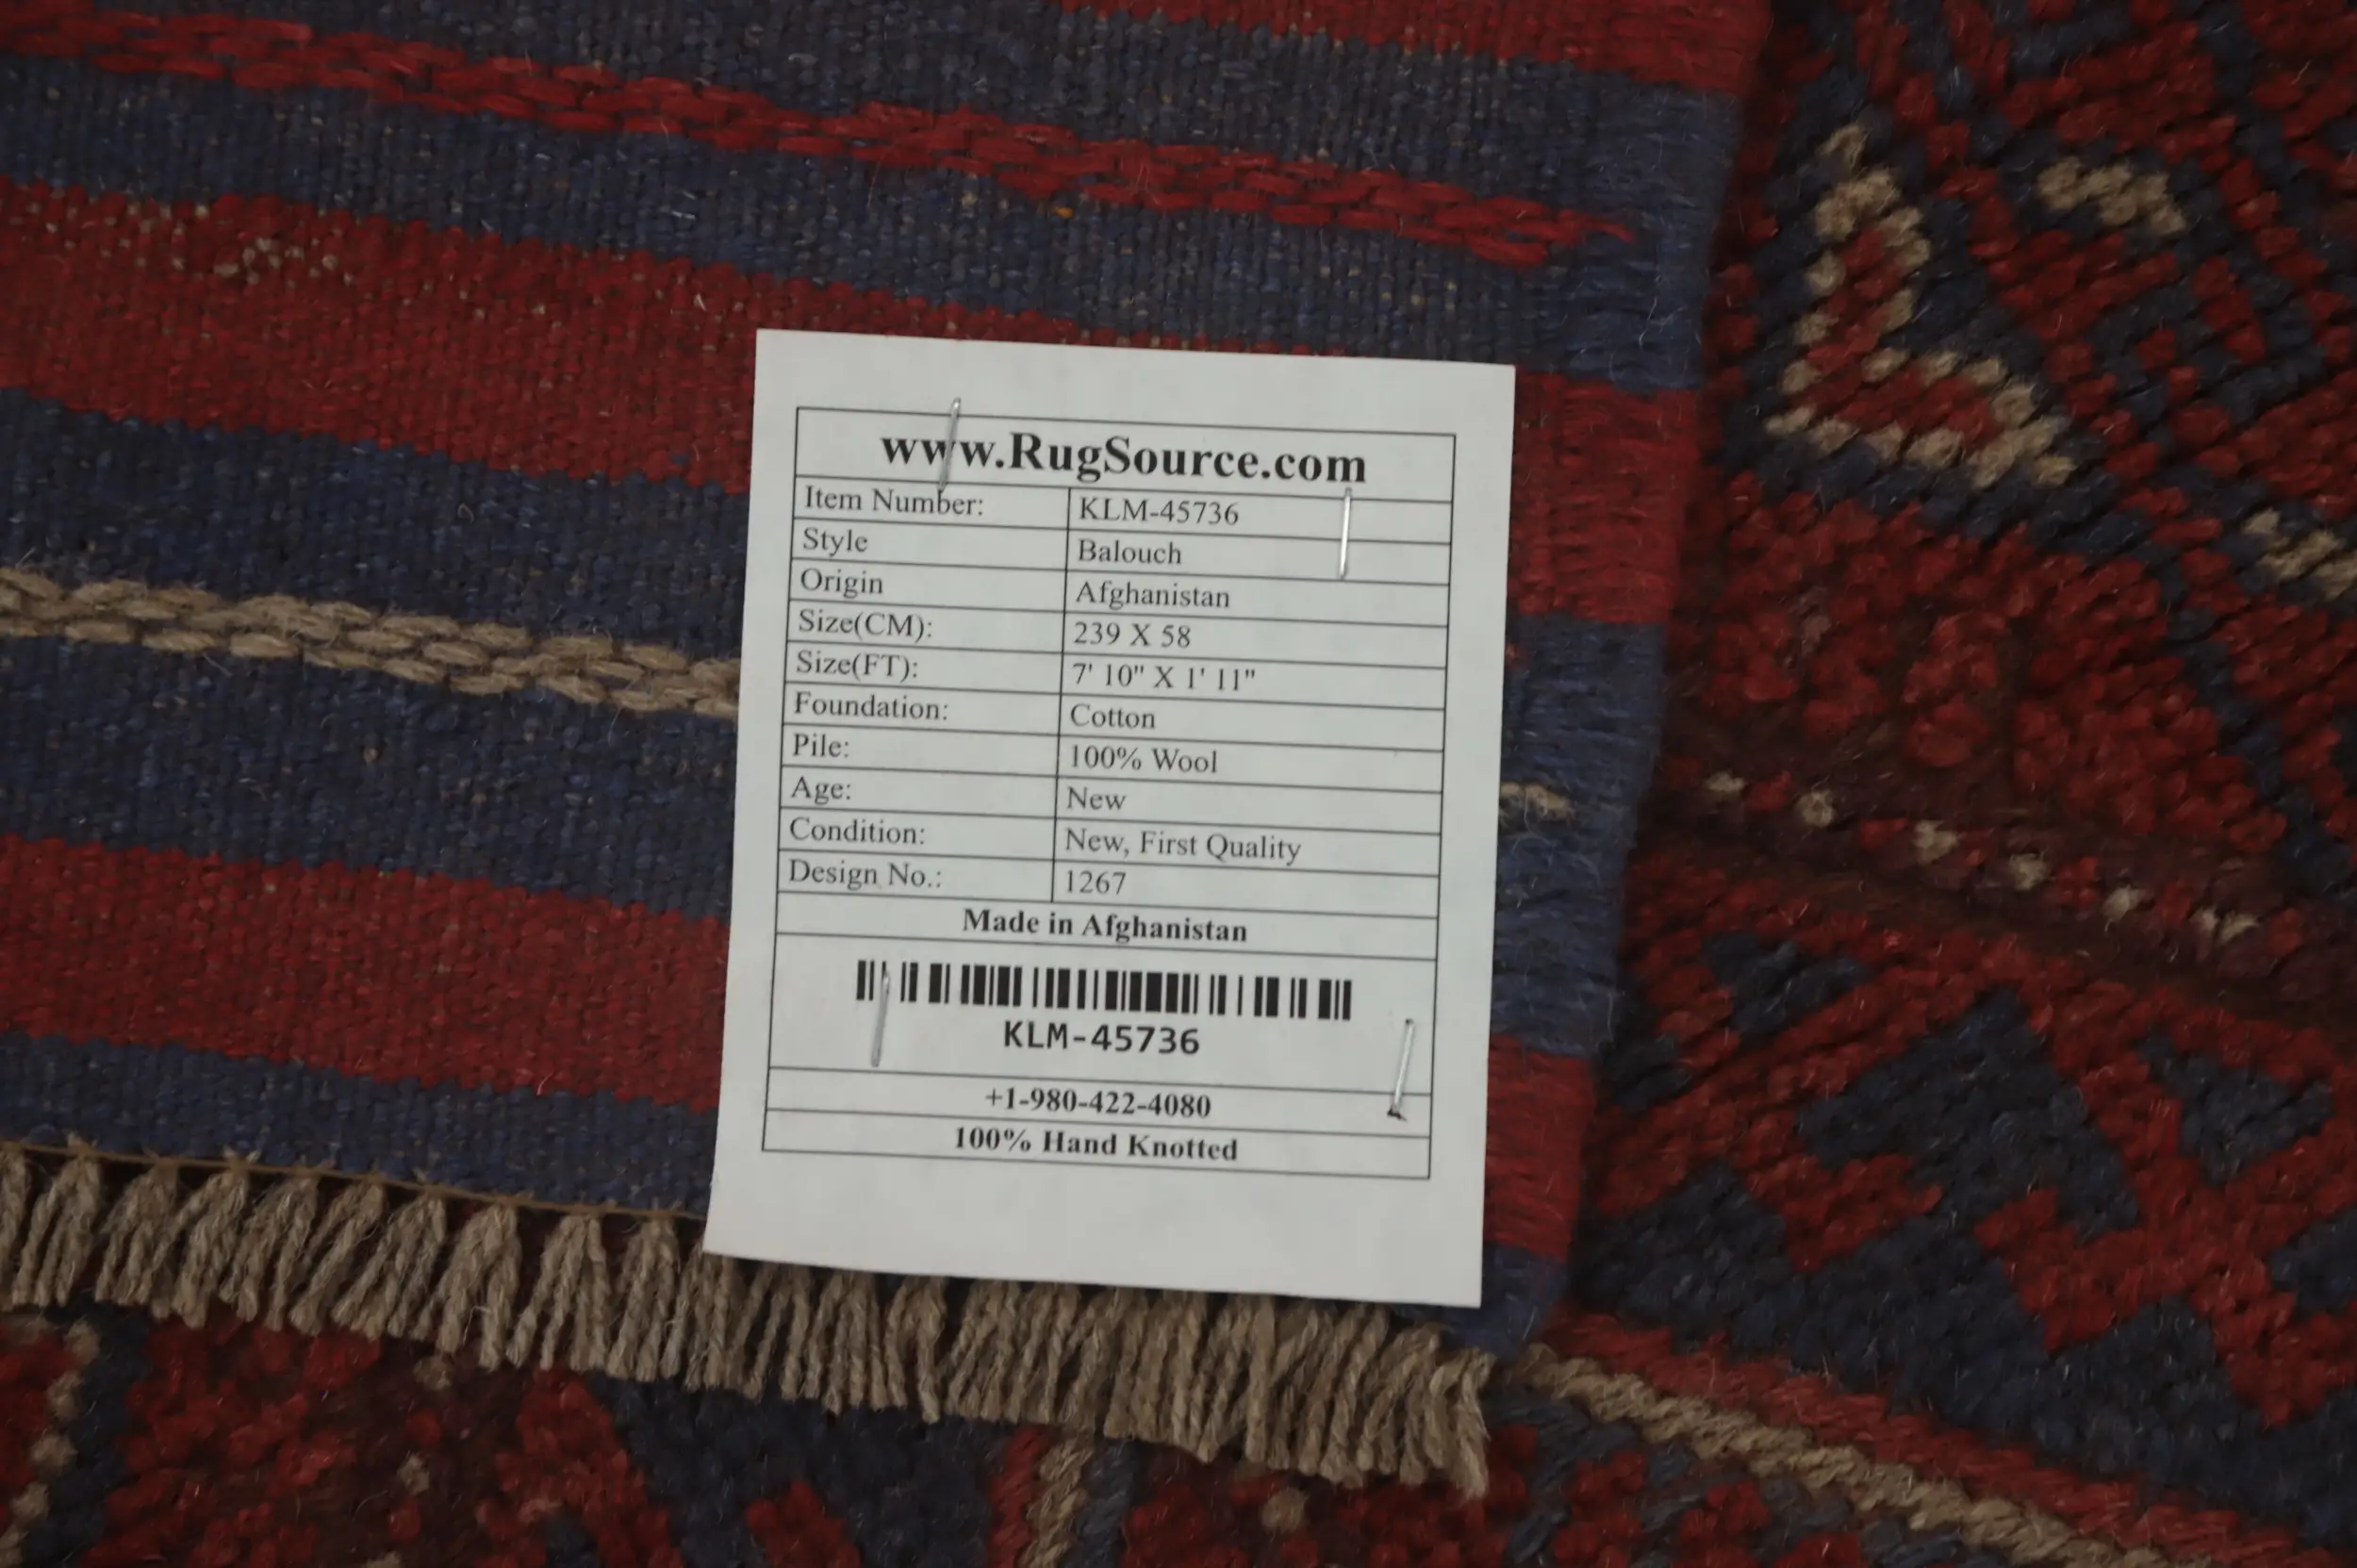 www.RugSource.com
Item Number: KLM-45736
Style Balouch
Origin Afghanistan
Size(CM): 239 X 58
Size(FT): 7' 10" X 1' 11"
Foundation: Cotton
Pile: 100% Wool
Age: New
Condition: New, First Quality
Design No.: 1267
Made in Afghanistan
KLM-45736
+1-980-422-4080
100% Hand Knotted